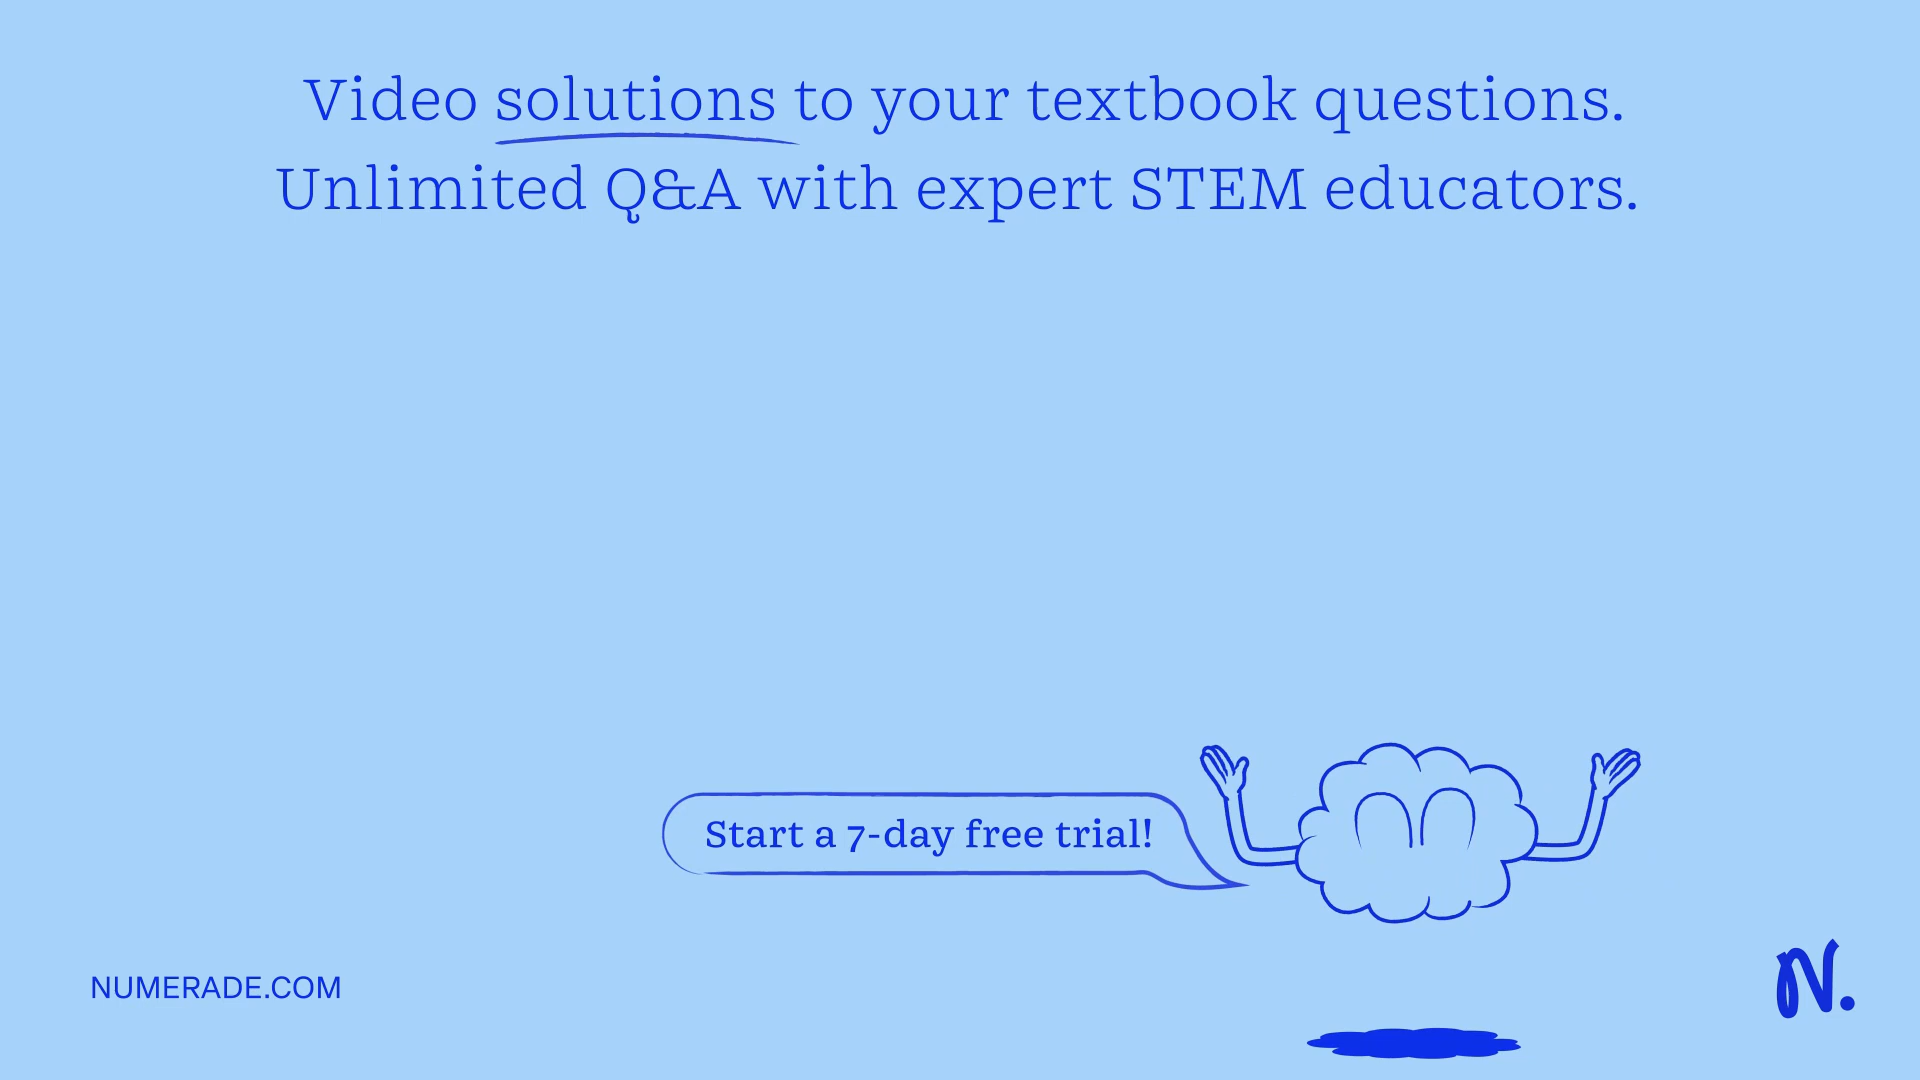 Video solutions to your textbook questions.
Unlimited Q&A with expert STEM educators.
Start a 7-day free trial!
NUMERADE.COM
N.